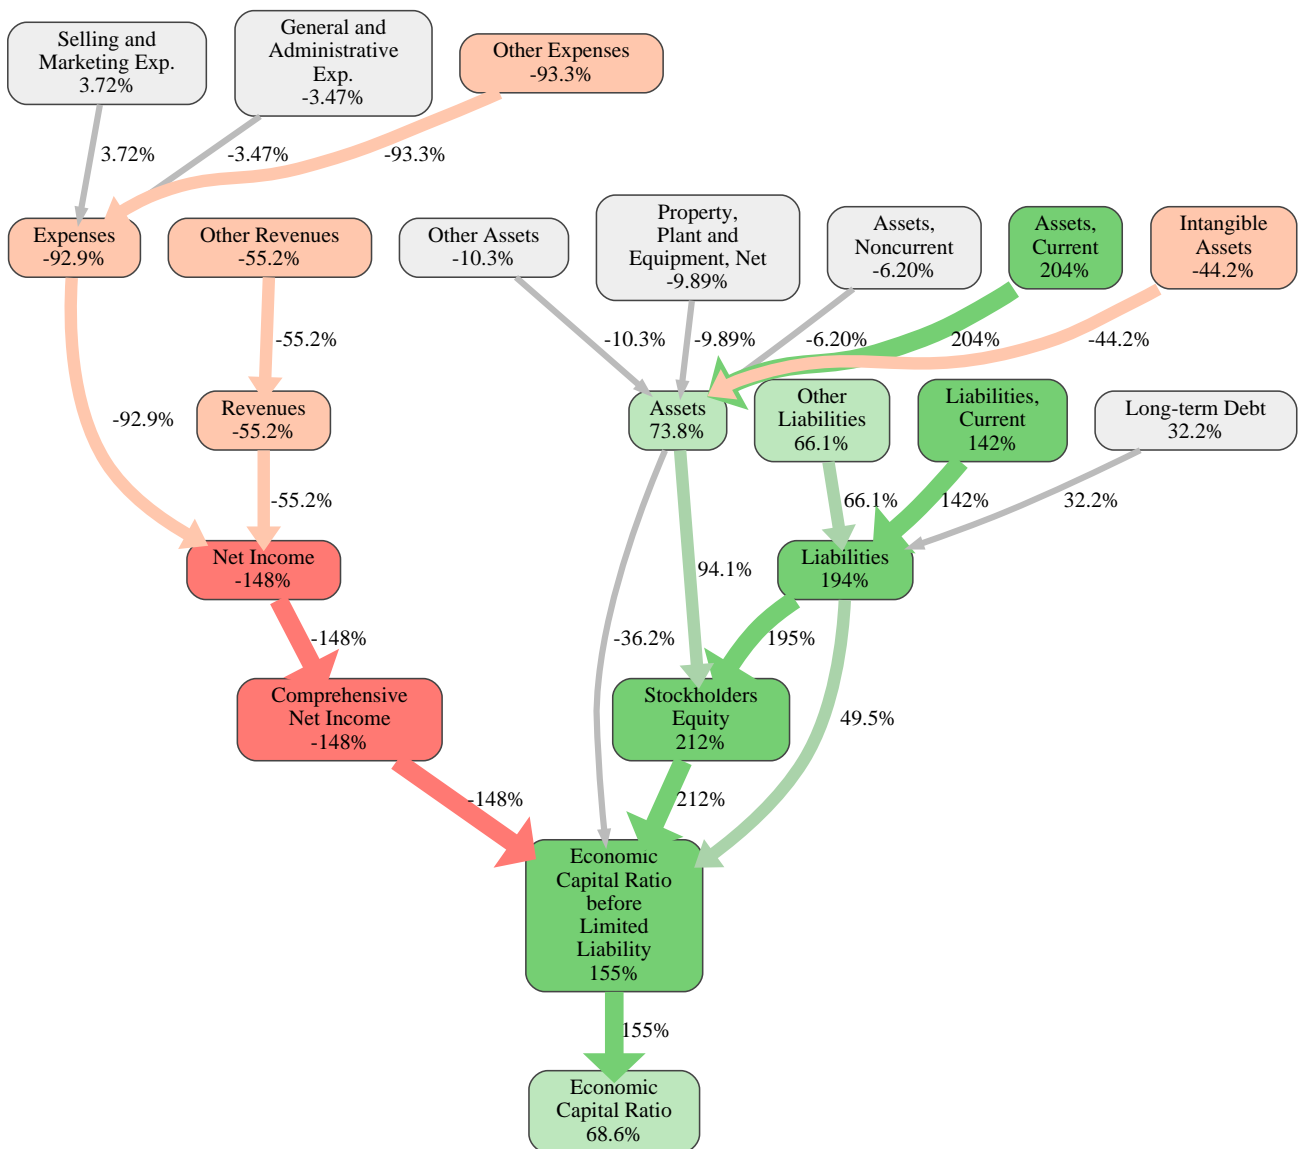 Selling and
Marketing Exp.
3.72%
General and
Administrative
Exp.
-3.47%
Other Expenses
-93.3%
3.72%
-3.47%
-93.3%
Expenses
-92.9%
Other Revenues
-55.2%
Other Assets
-10.3%
Property,
Plant and
Equipment, Net
-9.89%
Assets,
Noncurrent
-6.20%
Assets,
Current
204%
Intangible
Assets
-44.2%
-55.2%
-10.3%
-9.89%
-6.20%
204%
-44.2%
-92.9%
Revenues
-55.2%
Assets
73.8%
Other
Liabilities
66.1%
Liabilities,
Current
142%
Long-term Debt
32.2%
-55.2%
66.1%
142%
32.2%
Net Income
-148%
94.1%
Liabilities
194%
-148%
-36.2%
195%
Comprehensive
Net Income
-148%
Stockholders
Equity
212%
49.5%
-148%
212%
Economic
Capital Ratio
before
Limited
Liability
155%
155%
Economic
Capital Ratio
68.6%